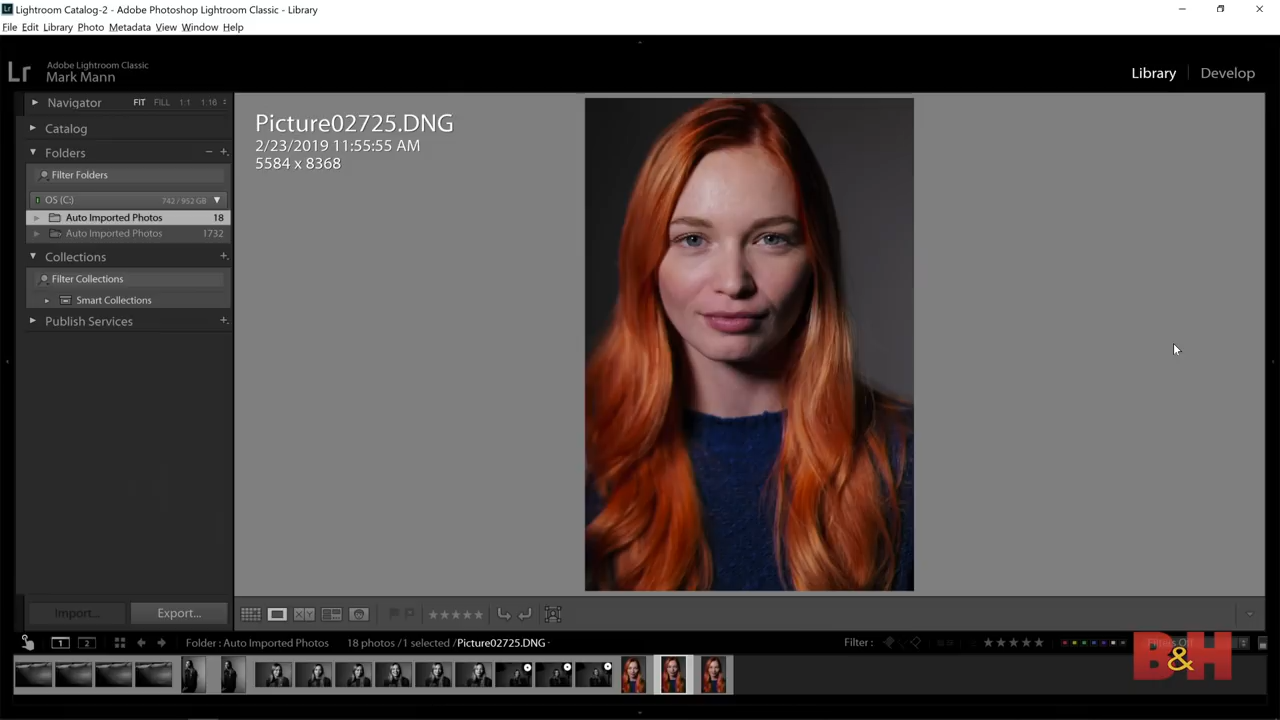 Lightroom Catalog-2 - Adobe Photoshop Lightroom Classic - Library
File Edit Library Photo Metadata View Window Help
Lr
Adobe Lightroom Classic
Mark Mann
Library | Develop
Navigator FIT FILL 1:1 1:16
Catalog
Folders
Filter Folders
OS (C:) 742 / 952 GB
Auto Imported Photos 18
Auto Imported Photos 1732
Collections
Filter Collections
Smart Collections
Publish Services
Picture02725.DNG
2/23/2019 11:55:55 AM
5584 x 8368
Import...
Export...
XY
1
2
Folder : Auto Imported Photos
18 photos / 1 selected / Picture02725.DNG
Filter :
B&H